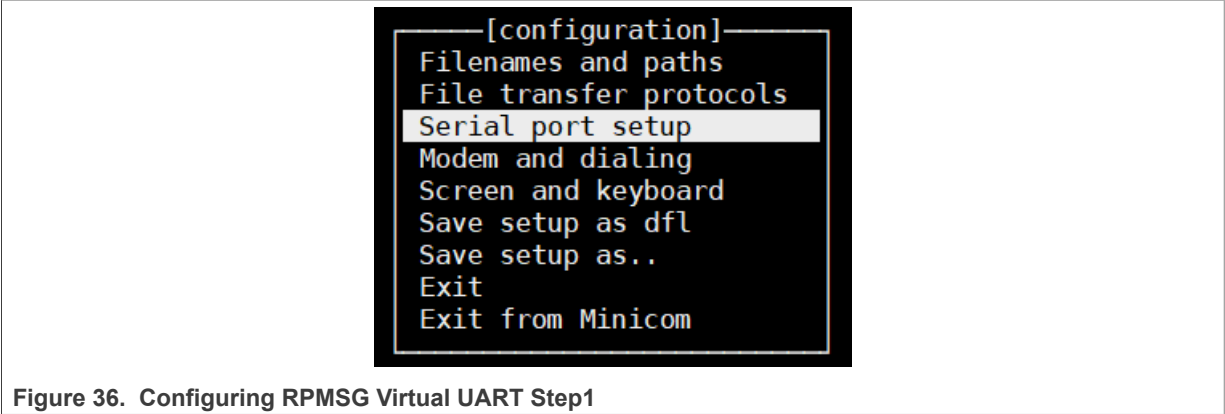 [configuration]
Filenames and paths
File transfer protocols
Serial port setup
Modem and dialing
Screen and keyboard
Save setup as dfl
Save setup as..
Exit
Exit from Minicom
Figure 36. Configuring RPMSG Virtual UART Step1